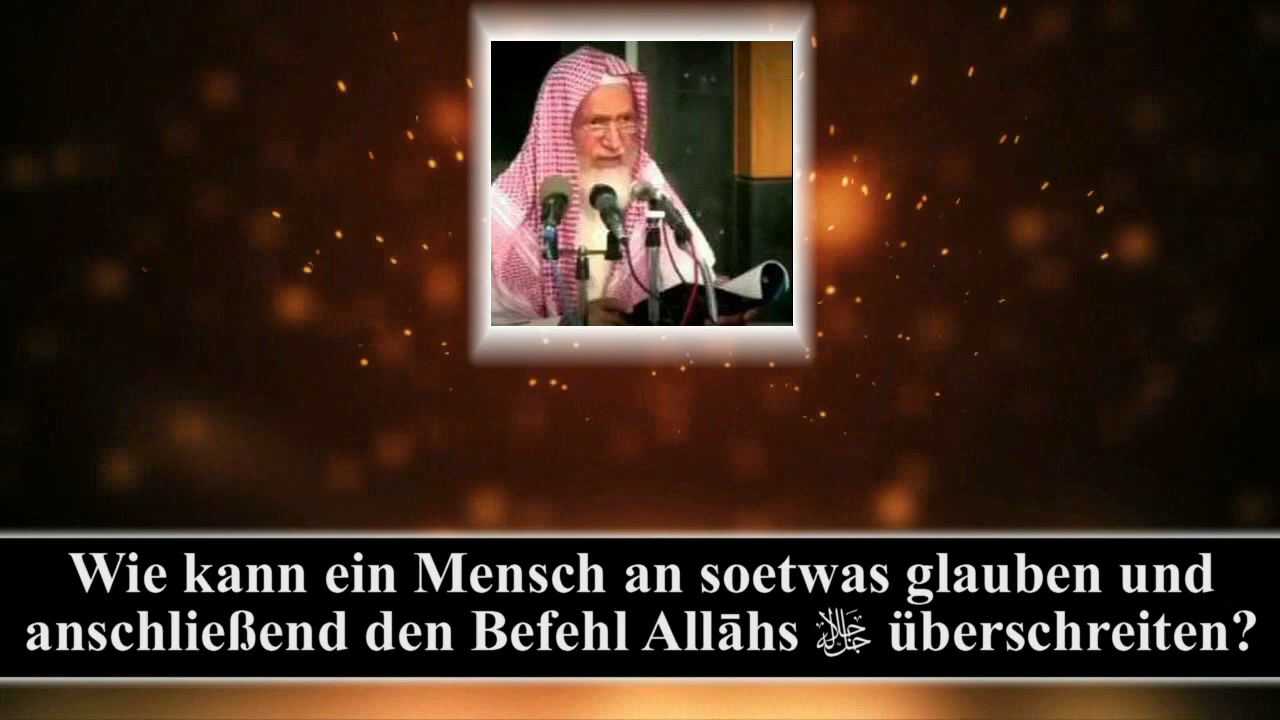 Wie kann ein Mensch an soetwas glauben und
anschließend den Befehl Allāhs ﷻ überschreiten?